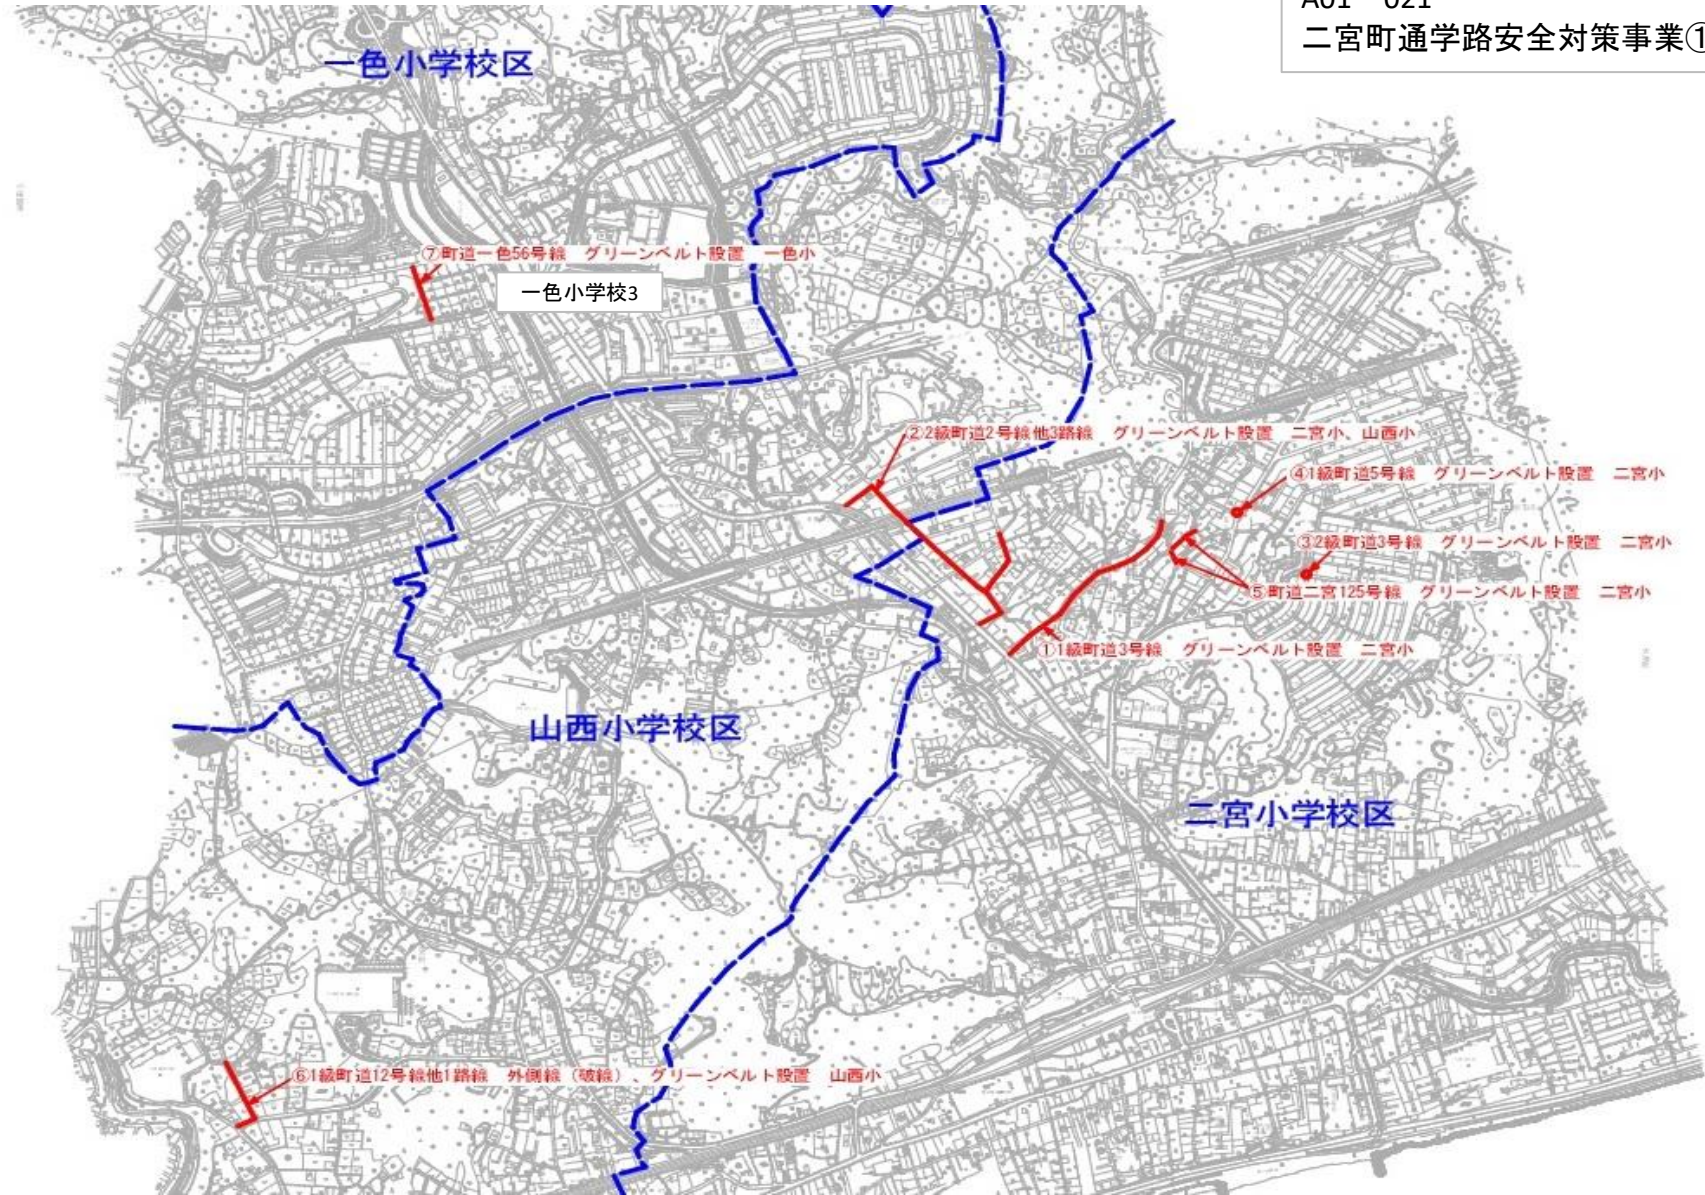 A01 021
二宮町通学路安全対策事業①
一色小学校区
⑦町道一色56号線　グリーンベルト設置　一色小
一色小学校3
②2級町道2号線他3路線　グリーンベルト設置　二宮小、山西小
④1級町道5号線　グリーンベルト設置　二宮小
③2級町道3号線　グリーンベルト設置　二宮小
⑤町道二宮125号線　グリーンベルト設置　二宮小
①1級町道3号線　グリーンベルト設置　二宮小
山西小学校区
二宮小学校区
⑥1級町道12号線他1路線　外側線（破線）、グリーンベルト設置　山西小